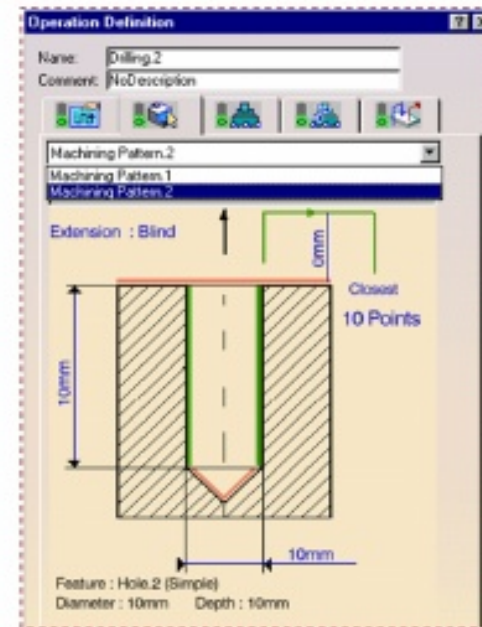 Operation Definition
Name: Drilling.2
Comment: NoDescription
Machining Pattern.2
Machining Pattern.1
Machining Pattern.2
Extension : Blind
0mm
Closest
10 Points
10mm
10mm
Feature : Hole.2 (Simple)
Diameter : 10mm Depth : 10mm